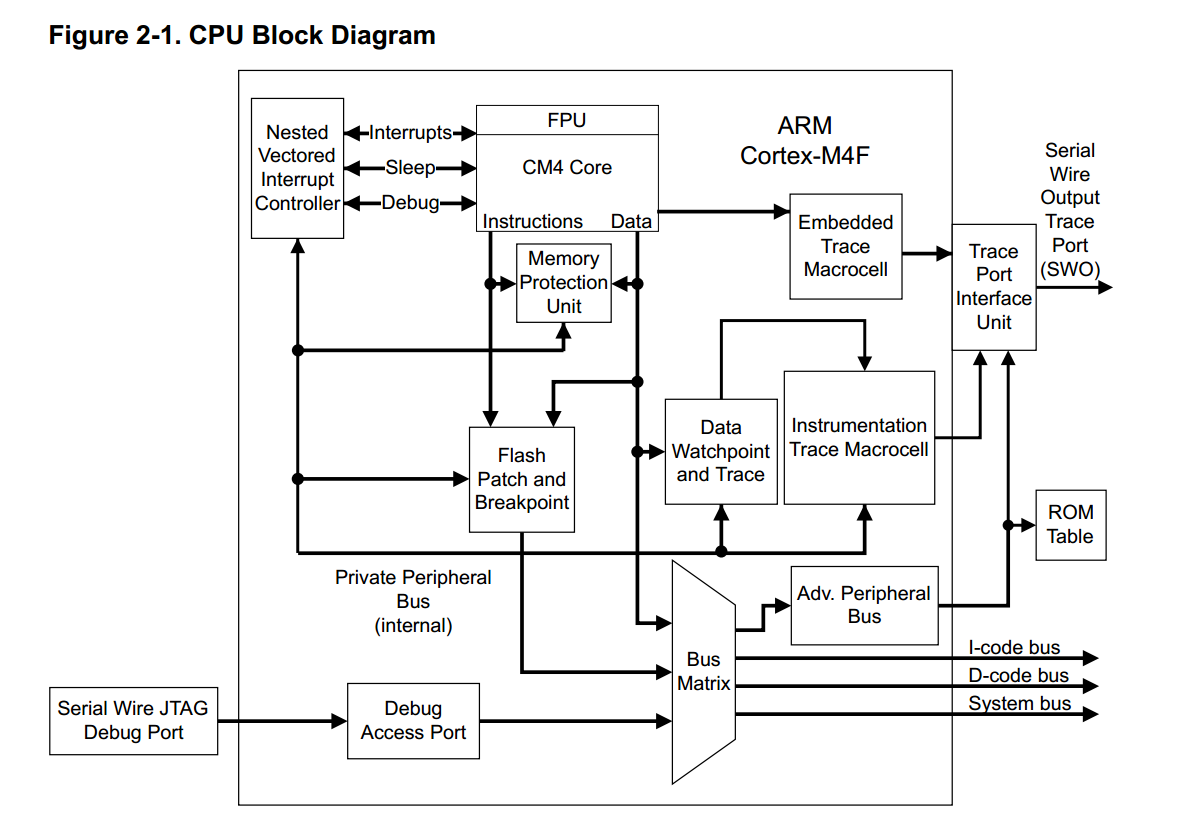 Figure 2-1. CPU Block Diagram
Nested
Vectored
Interrupt
Controller
Interrupts
Sleep
Debug
FPU
CM4 Core
Instructions
Data
ARM
Cortex-M4F
Serial
Wire
Output
Trace
Port
(SWO)
Embedded
Trace
Macrocell
Trace
Port
Interface
Unit
Memory
Protection
Unit
Flash
Patch and
Breakpoint
Data
Watchpoint
and Trace
Instrumentation
Trace Macrocell
ROM
Table
Private Peripheral
Bus
(internal)
Adv. Peripheral
Bus
Bus
Matrix
I-code bus
D-code bus
System bus
Serial Wire JTAG
Debug Port
Debug
Access Port